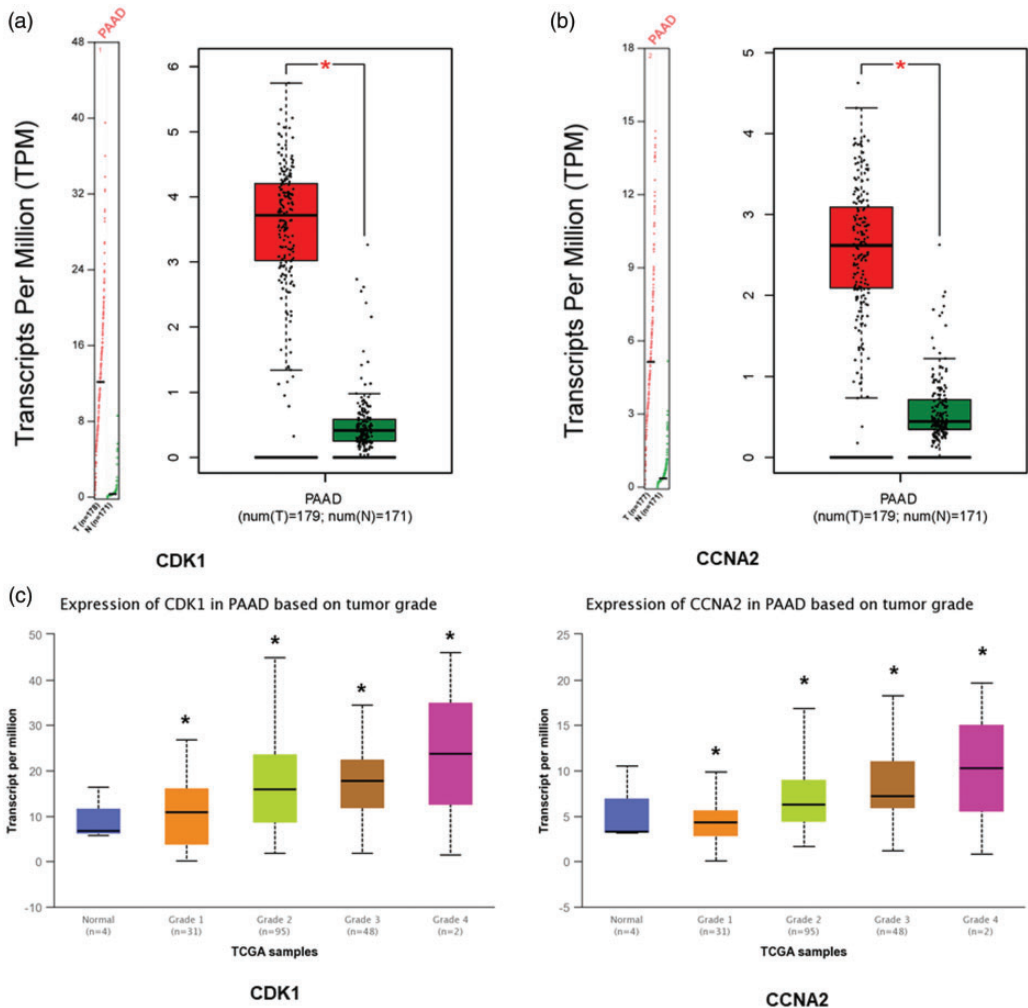 (a)
PAAD
48
40
32
24
16
8
0
Transcripts Per Million (TPM)
T (n=178)
N (n=171)
6
5
4
3
2
1
0
*
PAAD
(num(T)=179; num(N)=171)
CDK1
(b)
PAAD
18
15
12
9
6
3
0
Transcripts Per Million (TPM)
T (n=177)
N (n=171)
5
4
3
2
1
0
*
PAAD
(num(T)=179; num(N)=171)
CCNA2
(c)
Expression of CDK1 in PAAD based on tumor grade
Transcript per million
50
40
30
20
10
0
-10
* * * *
Normal Grade 1 Grade 2 Grade 3 Grade 4
(n=4) (n=31) (n=95) (n=48) (n=2)
TCGA samples
CDK1
Expression of CCNA2 in PAAD based on tumor grade
Transcript per million
25
20
15
10
5
0
-5
* * * *
Normal Grade 1 Grade 2 Grade 3 Grade 4
(n=4) (n=31) (n=95) (n=48) (n=2)
TCGA samples
CCNA2